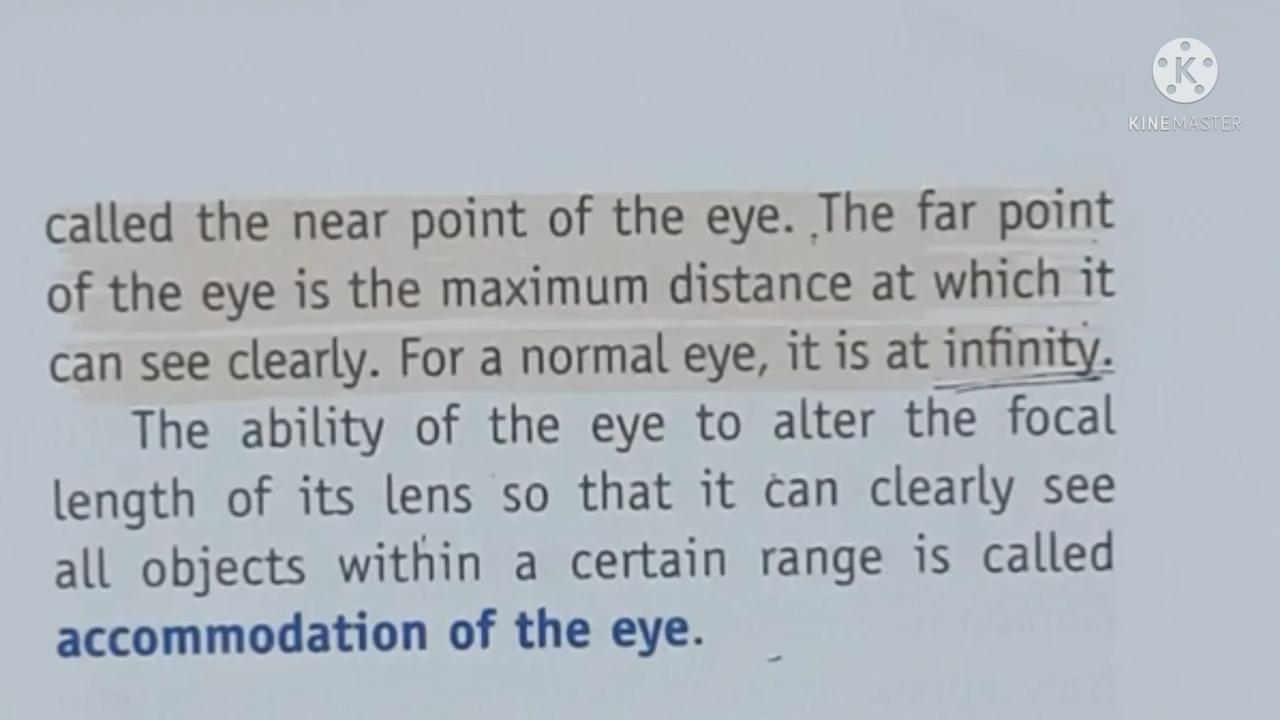 KINEMASTER
called the near point of the eye. The far point
of the eye is the maximum distance at which it
can see clearly. For a normal eye, it is at infinity.
The ability of the eye to alter the focal
length of its lens so that it can clearly see
all objects within a certain range is called
accommodation of the eye.